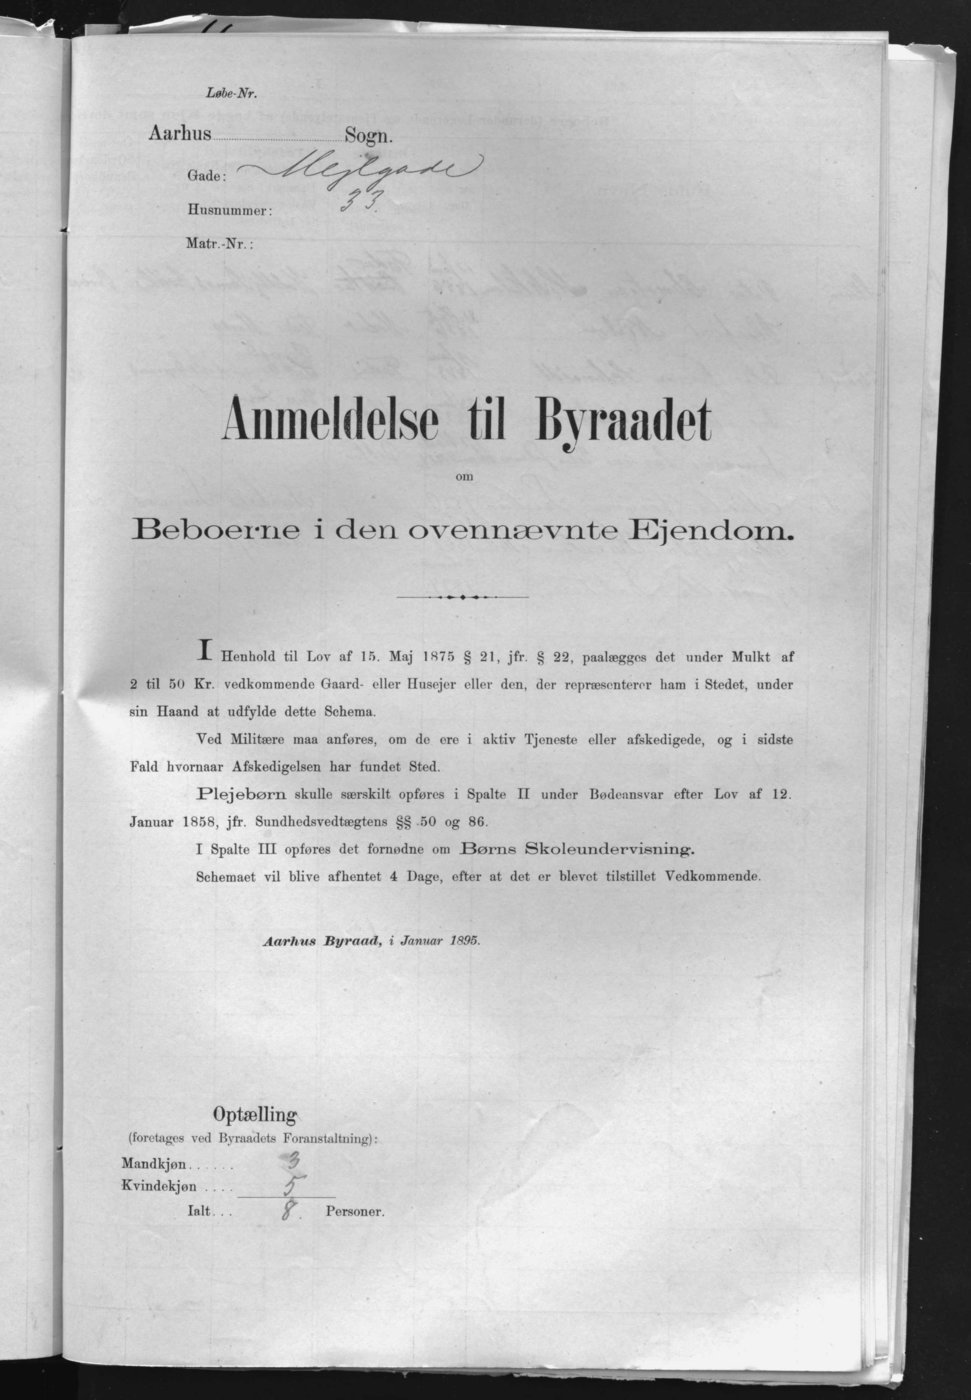 Løbe-Nr.
Aarhus Sogn.
Gade: Mejlgade
Husnummer: 33.
Matr.-Nr.:
Anmeldelse til Byraadet
om
Beboerne i den ovennævnte Ejendom.
I Henhold til Lov af 15. Maj 1875 § 21, jfr. § 22, paalægges det under Mulkt af
2 til 50 Kr. vedkommende Gaard- eller Husejer eller den, der repræsenterer ham i Stedet, under
sin Haand at udfylde dette Schema.
Ved Militære maa anføres, om de ere i aktiv Tjeneste eller afskedigede, og i sidste
Fald hvornaar Afskedigelsen har fundet Sted.
Plejebørn skulle særskilt opføres i Spalte II under Bødeansvar efter Lov af 12.
Januar 1858, jfr. Sundhedsvedtægtens §§ 50 og 86.
I Spalte III opføres det fornødne om Børns Skoleundervisning.
Schemaet vil blive afhentet 4 Dage, efter at det er blevet tilstillet Vedkommende.
Aarhus Byraad, i Januar 1895.
Optælling
(foretages ved Byraadets Foranstaltning):
Mandkjøn...... 3
Kvindekjøn .... 5
Ialt... 8. Personer.